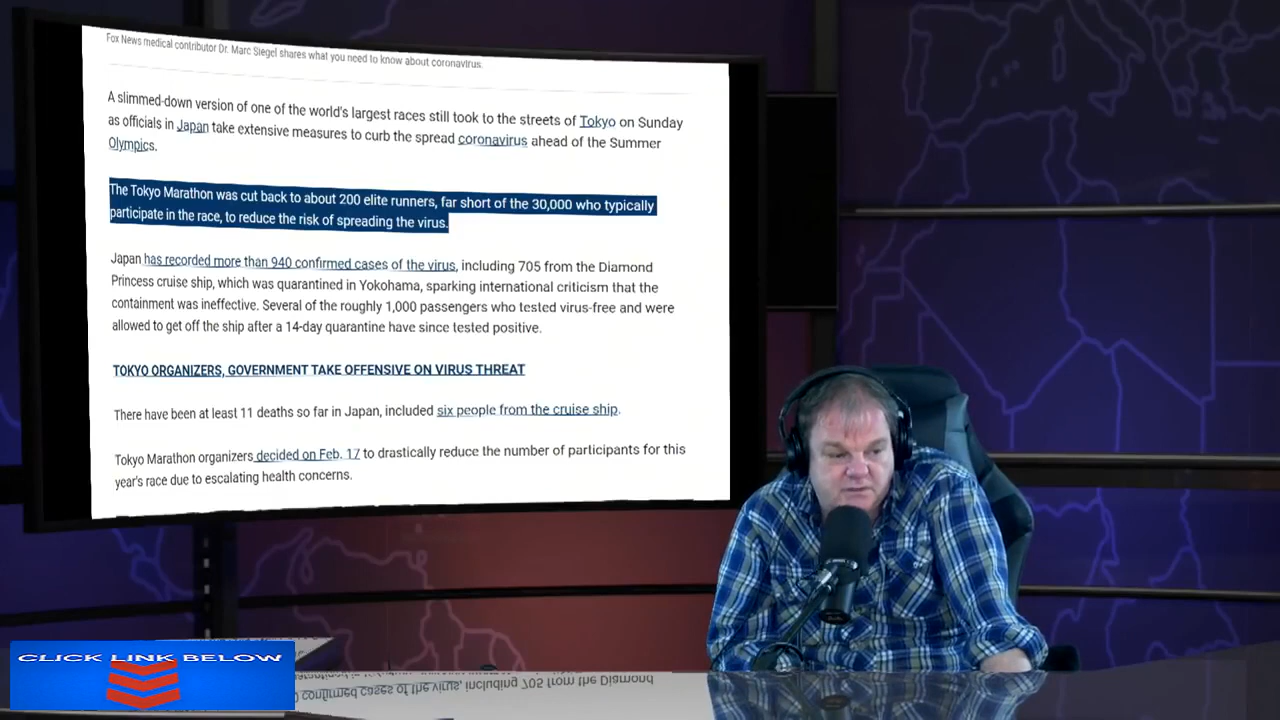 Fox News medical contributor Dr. Marc Siegel shares what you need to know about coronavirus.
A slimmed-down version of one of the world's largest races still took to the streets of Tokyo on Sunday
as officials in Japan take extensive measures to curb the spread coronavirus ahead of the Summer
Olympics.
The Tokyo Marathon was cut back to about 200 elite runners, far short of the 30,000 who typically
participate in the race, to reduce the risk of spreading the virus.
Japan has recorded more than 940 confirmed cases of the virus, including 705 from the Diamond
Princess cruise ship, which was quarantined in Yokohama, sparking international criticism that the
containment was ineffective. Several of the roughly 1,000 passengers who tested virus-free and were
allowed to get off the ship after a 14-day quarantine have since tested positive.
TOKYO ORGANIZERS, GOVERNMENT TAKE OFFENSIVE ON VIRUS THREAT
There have been at least 11 deaths so far in Japan, included six people from the cruise ship.
Tokyo Marathon organizers decided on Feb. 17 to drastically reduce the number of participants for this
year's race due to escalating health concerns.
CLICK LINK BELOW
confirmed cases of the virus, including 705 from the Diamond